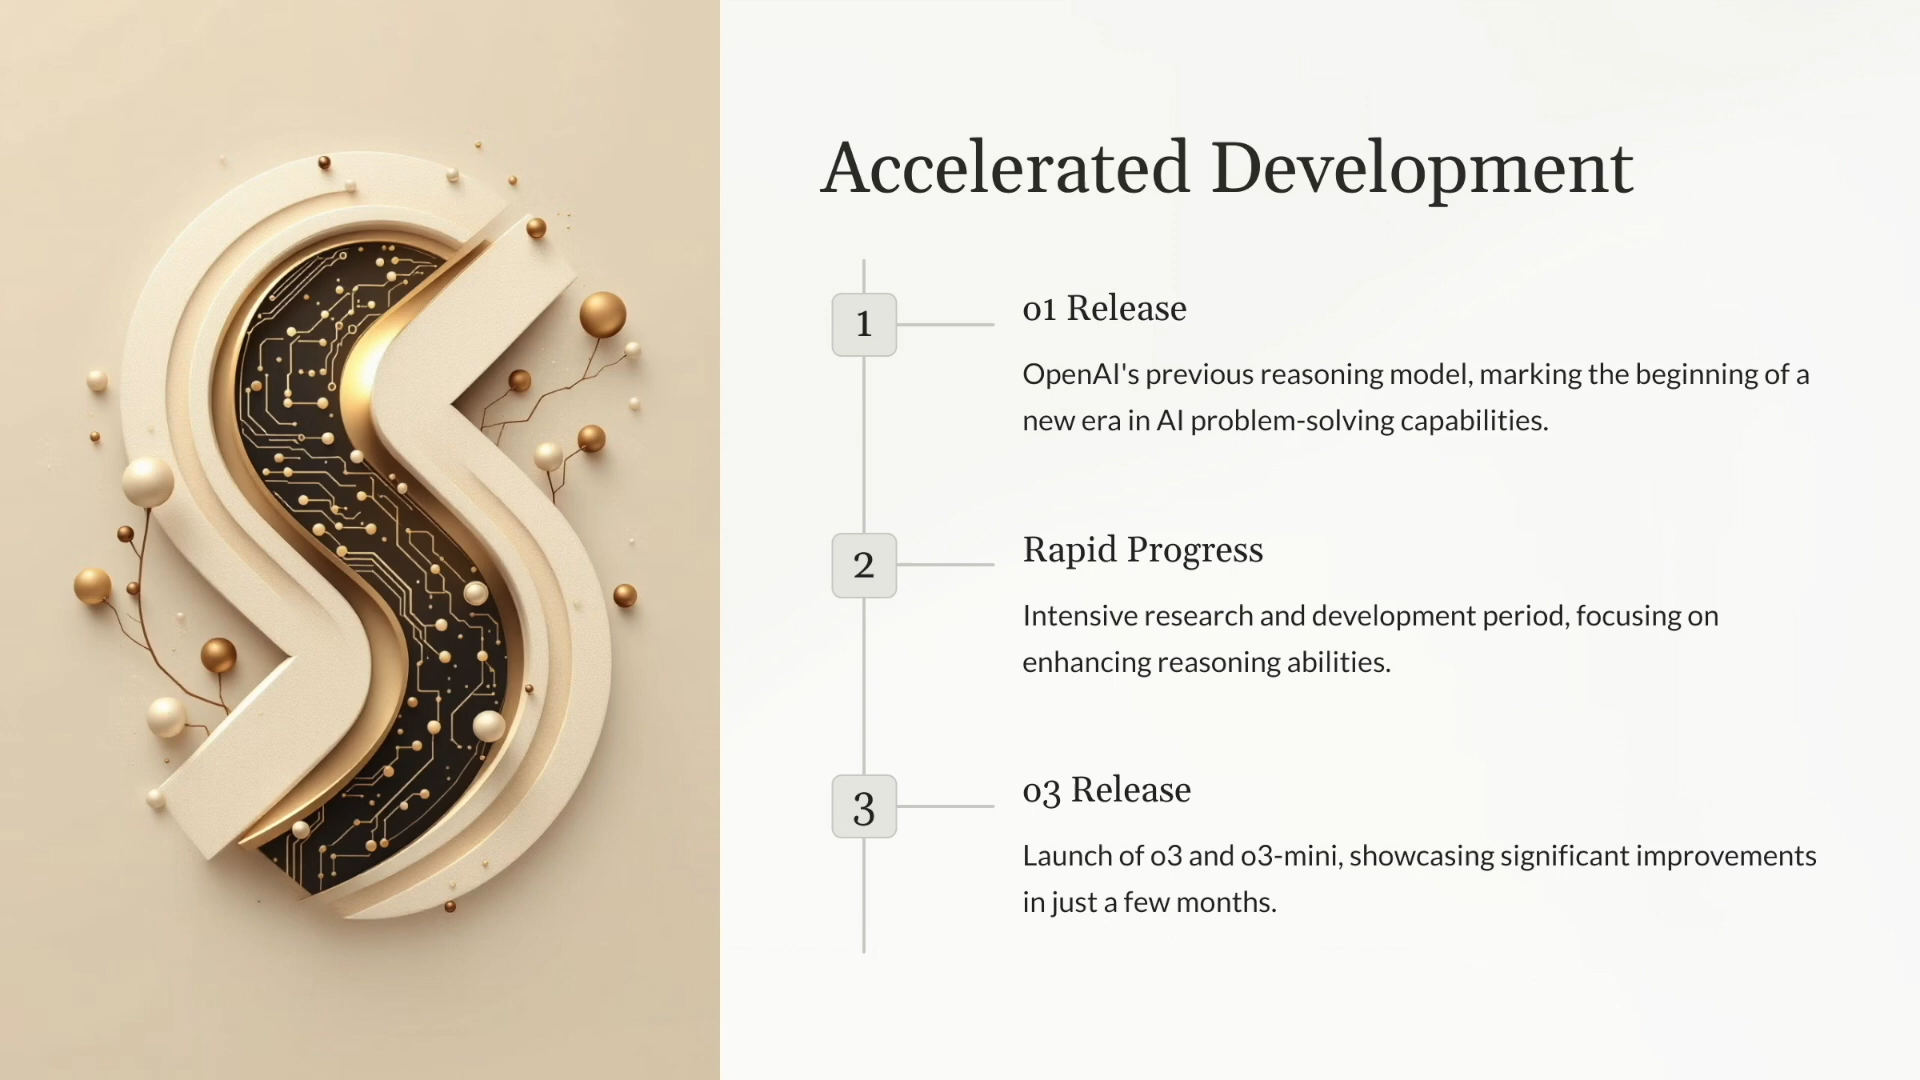 Accelerated Development
1
o1 Release
OpenAI's previous reasoning model, marking the beginning of a
new era in AI problem-solving capabilities.
2
Rapid Progress
Intensive research and development period, focusing on
enhancing reasoning abilities.
3
o3 Release
Launch of o3 and o3-mini, showcasing significant improvements
in just a few months.